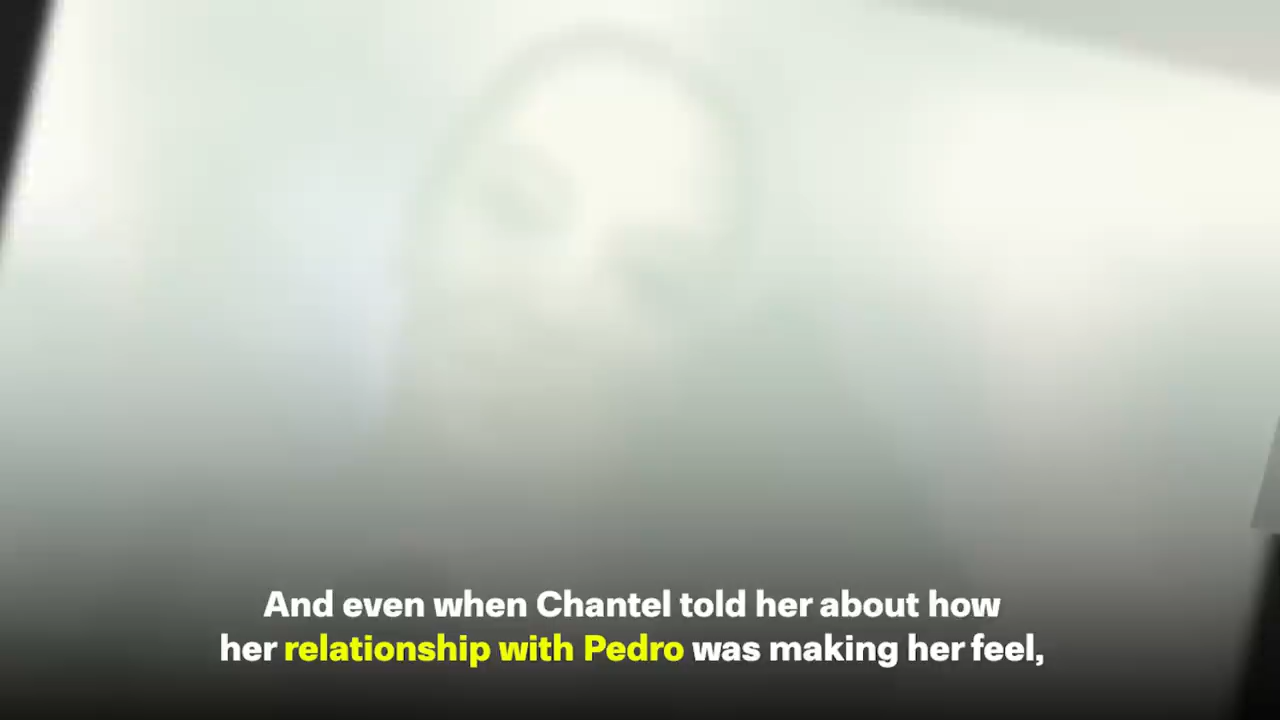 And even when Chantel told her about how
her relationship with Pedro was making her feel,